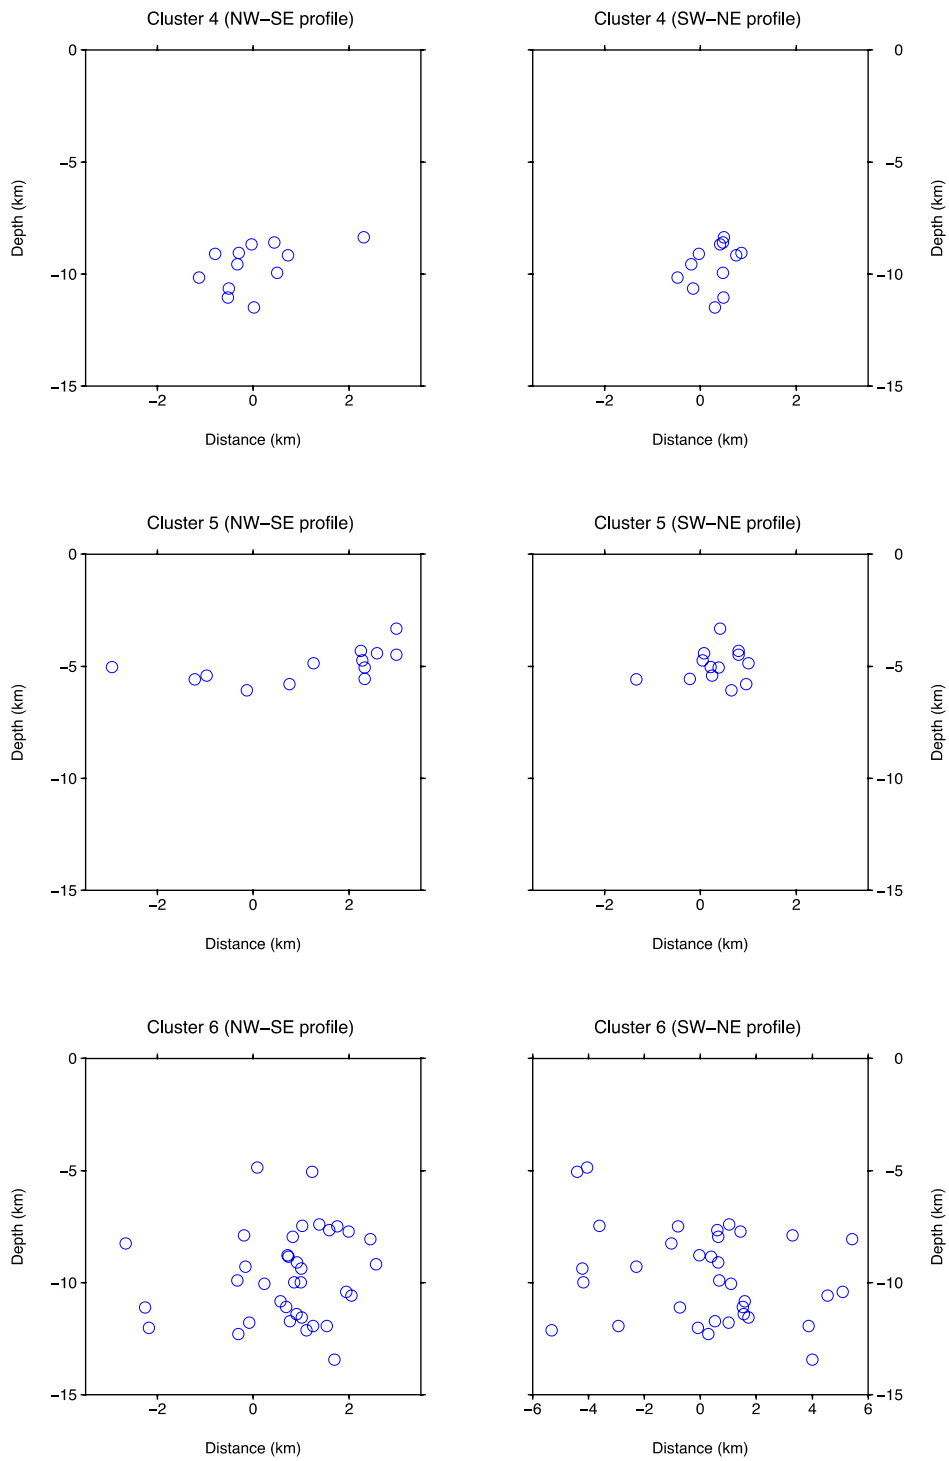 Cluster 4 (NW–SE profile)
Cluster 4 (SW–NE profile)
0
0
−5
−5
−10
−10
−15
−15
Depth (km)
Depth (km)
−2 0 2
−2 0 2
Distance (km)
Distance (km)
Cluster 5 (NW–SE profile)
Cluster 5 (SW–NE profile)
0
0
−5
−5
−10
−10
−15
−15
Depth (km)
Depth (km)
−2 0 2
−2 0 2
Distance (km)
Distance (km)
Cluster 6 (NW–SE profile)
Cluster 6 (SW–NE profile)
0
0
−5
−5
−10
−10
−15
−15
Depth (km)
Depth (km)
−2 0 2
−6 −4 −2 0 2 4 6
Distance (km)
Distance (km)